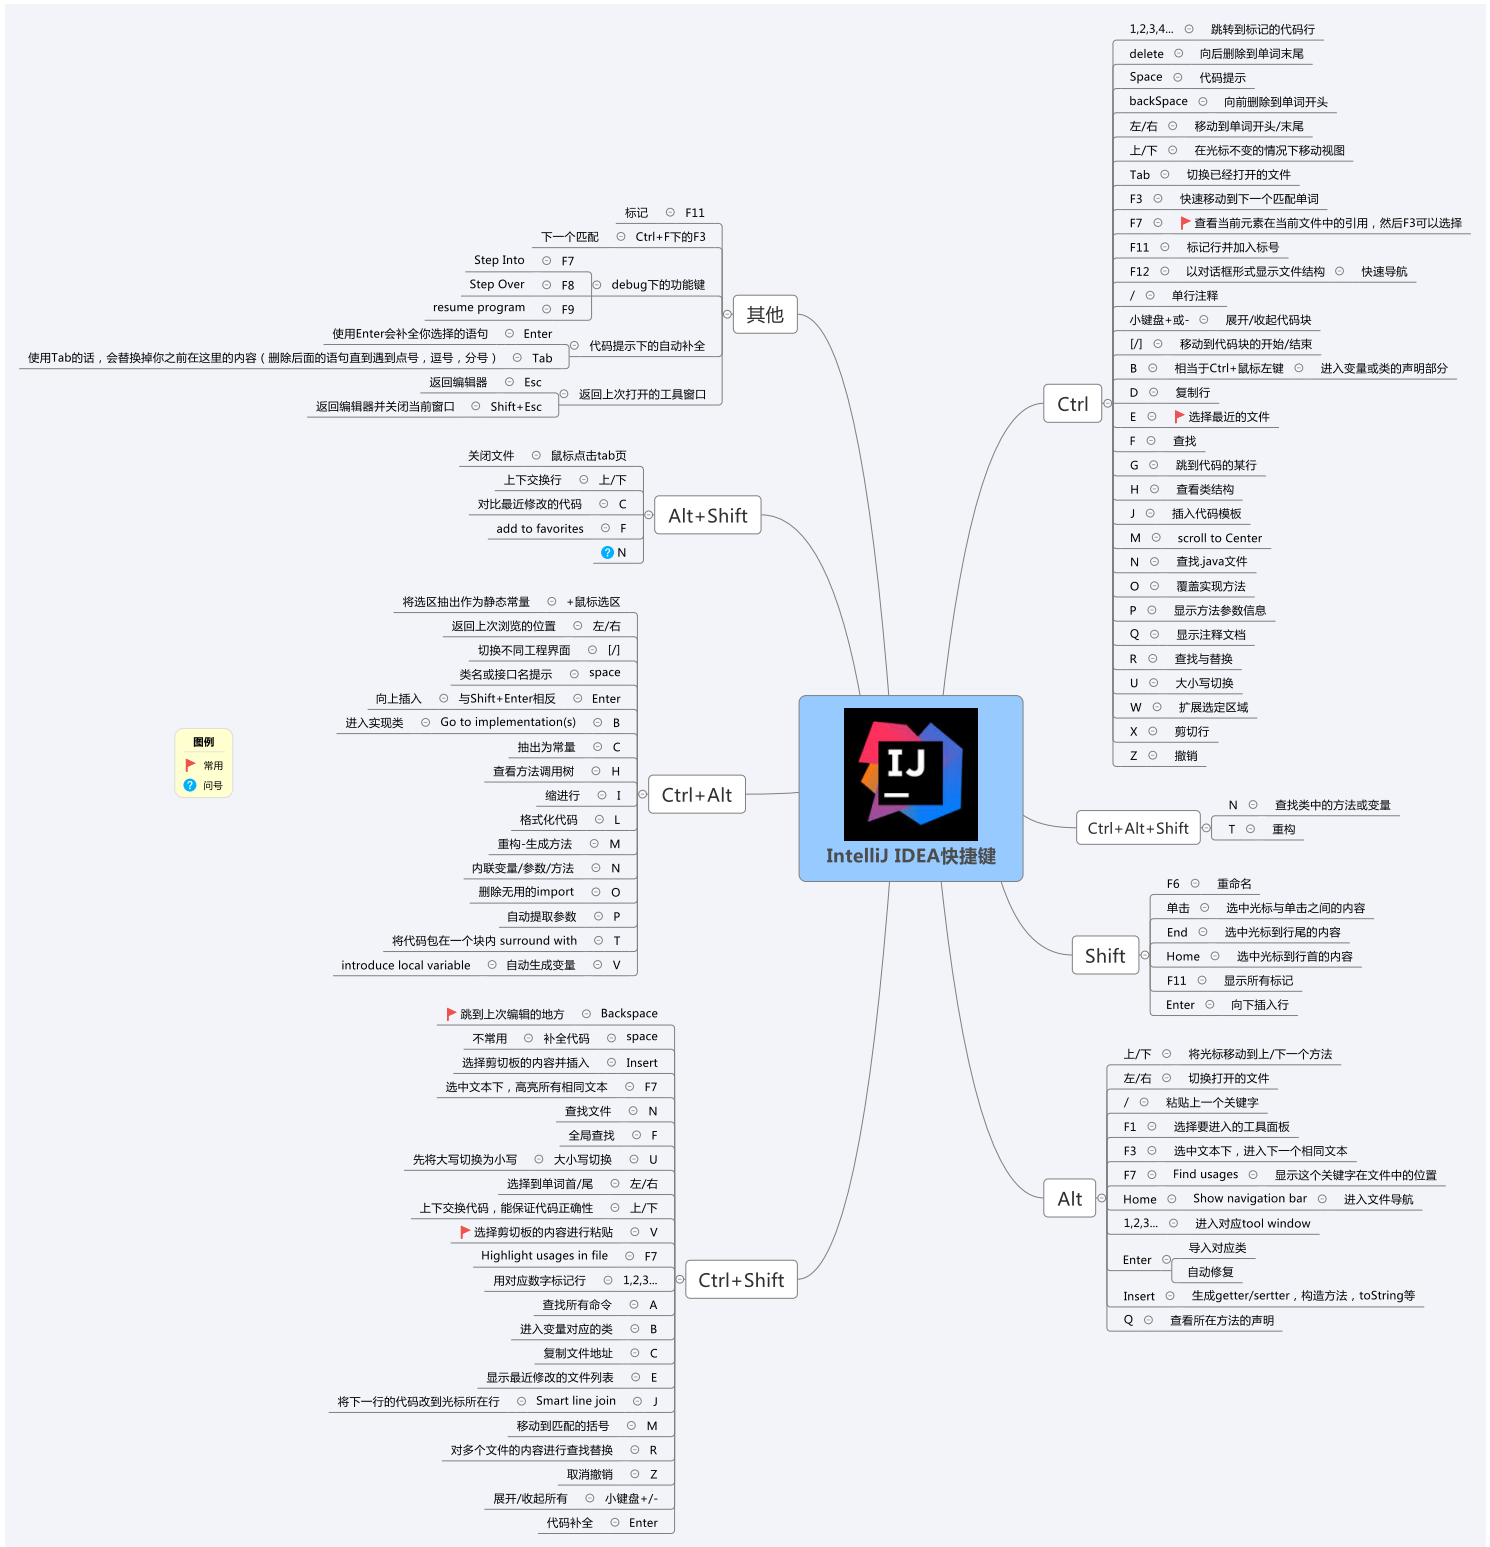 IJ
IntelliJ IDEA快捷键
Ctrl
1,2,3,4... 跳转到标记的代码行
delete 向后删除到单词末尾
Space 代码提示
backSpace 向前删除到单词开头
左/右 移动到单词开头/末尾
上/下 在光标不变的情况下移动视图
Tab 切换已经打开的文件
F3 快速移动到下一个匹配单词
F7 查看当前元素在当前文件中的引用，然后F3可以选择
F11 标记行并加入标号
F12 以对话框形式显示文件结构 快速导航
/ 单行注释
小键盘+或- 展开/收起代码块
[/] 移动到代码块的开始/结束
B 相当于Ctrl+鼠标左键 进入变量或类的声明部分
D 复制行
E 选择最近的文件
F 查找
G 跳到代码的某行
H 查看类结构
J 插入代码模板
M scroll to Center
N 查找.java文件
O 覆盖实现方法
P 显示方法参数信息
Q 显示注释文档
R 查找与替换
U 大小写切换
W 扩展选定区域
X 剪切行
Z 撤销
Ctrl+Alt+Shift
N 查找类中的方法或变量
T 重构
Shift
F6 重命名
单击 选中光标与单击之间的内容
End 选中光标到行尾的内容
Home 选中光标到行首的内容
F11 显示所有标记
Enter 向下插入行
Alt
上/下 将光标移动到上/下一个方法
左/右 切换打开的文件
/ 粘贴上一个关键字
F1 选择要进入的工具面板
F3 选中文本下，进入下一个相同文本
F7 Find usages 显示这个关键字在文件中的位置
Home Show navigation bar 进入文件导航
1,2,3... 进入对应tool window
Enter
导入对应类
自动修复
Insert 生成getter/sertter，构造方法，toString等
Q 查看所在方法的声明
其他
标记 F11
下一个匹配 Ctrl+F下的F3
debug下的功能键
Step Into F7
Step Over F8
resume program F9
代码提示下的自动补全
使用Enter会补全你选择的语句 Enter
使用Tab的话，会替换掉你之前在这里的内容（删除后面的语句直到遇到点号，逗号，分号） Tab
返回上次打开的工具窗口
返回编辑器 Esc
返回编辑器并关闭当前窗口 Shift+Esc
Alt+Shift
关闭文件 鼠标点击tab页
上下交换行 上/下
对比最近修改的代码 C
add to favorites F
? N
Ctrl+Alt
将选区抽出作为静态常量 +鼠标选区
返回上次浏览的位置 左/右
切换不同工程界面 [/]
类名或接口名提示 space
向上插入 与Shift+Enter相反 Enter
进入实现类 Go to implementation(s) B
抽出为常量 C
查看方法调用树 H
缩进行 I
格式化代码 L
重构-生成方法 M
内联变量/参数/方法 N
删除无用的import O
自动提取参数 P
将代码包在一个块内 surround with T
introduce local variable 自动生成变量 V
Ctrl+Shift
跳到上次编辑的地方 Backspace
不常用 补全代码 space
选择剪切板的内容并插入 Insert
选中文本下，高亮所有相同文本 F7
查找文件 N
全局查找 F
先将大写切换为小写 大小写切换 U
选择到单词首/尾 左/右
上下交换代码，能保证代码正确性 上/下
选择剪切板的内容进行粘贴 V
Highlight usages in file F7
用对应数字标记行 1,2,3...
查找所有命令 A
进入变量对应的类 B
复制文件地址 C
显示最近修改的文件列表 E
将下一行的代码改到光标所在行 Smart line join J
移动到匹配的括号 M
对多个文件的内容进行查找替换 R
取消撤销 Z
展开/收起所有 小键盘+/-
代码补全 Enter
图例
常用
? 问号